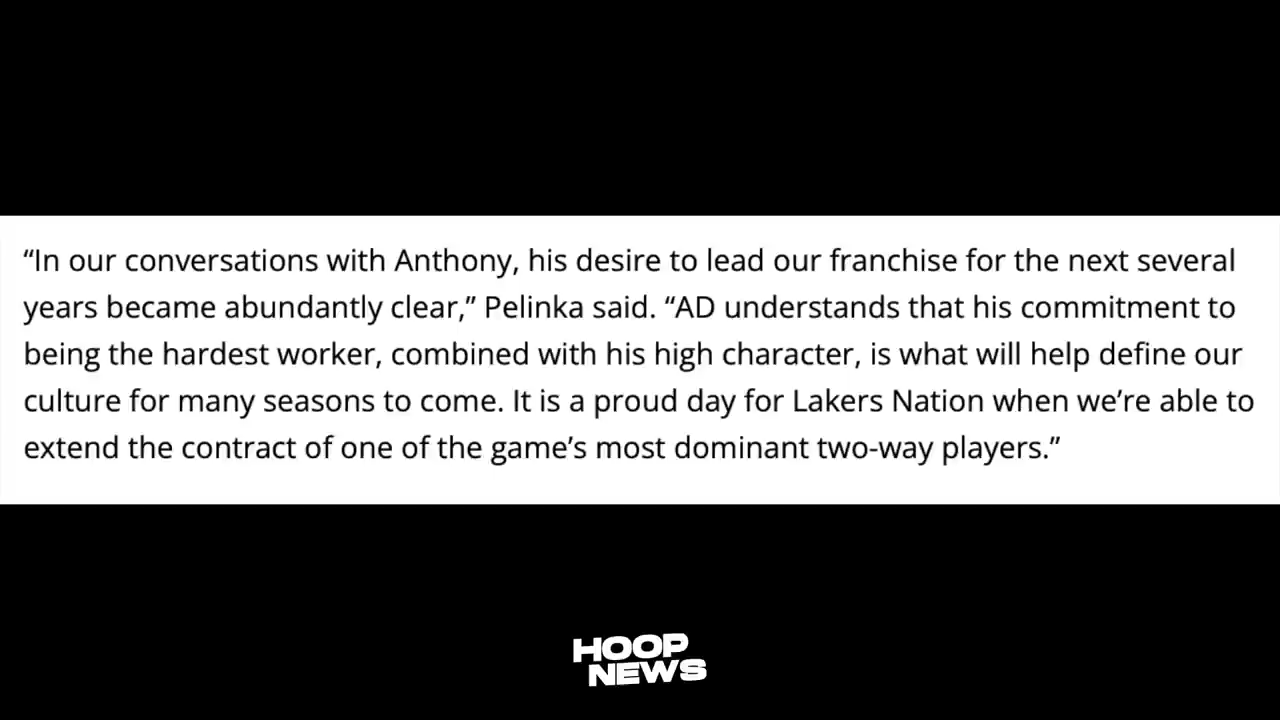 “In our conversations with Anthony, his desire to lead our franchise for the next several
years became abundantly clear,” Pelinka said. “AD understands that his commitment to
being the hardest worker, combined with his high character, is what will help define our
culture for many seasons to come. It is a proud day for Lakers Nation when we’re able to
extend the contract of one of the game’s most dominant two-way players.”
HOOP
NEWS